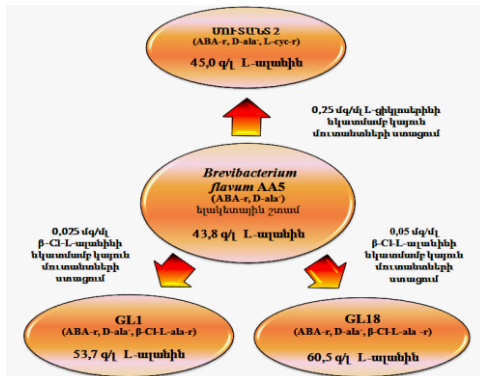 ՄՈՒՏԱՆՏ 2
(ABA-r, D-ala⁻, L-cyc-r)
45,0 գ/լ L-ալանին
0,25 մգ/մլ L-ցիկլոսերինի
նկատմամբ կայուն
մուտանտների
ստացում
Brevibacterium
flavum AA5
(ABA-r, D-ala⁻)
ելակետային շտամ
43,8 գ/լ L-ալանին
0,025 մգ/մլ
β-Cl-L-ալանինի
նկատմամբ կայուն
մուտանտների
ստացում
0,05 մգ/մլ
β-Cl-L-ալանինի
նկատմամբ կայուն
մուտանտների
ստացում
GL1
(ABA-r, D-ala⁻, β-Cl-L-ala-r)
53,7 գ/լ L-ալանին
GL18
(ABA-r, D-ala⁻, β-Cl-L-ala -r)
60,5 գ/լ L-ալանին